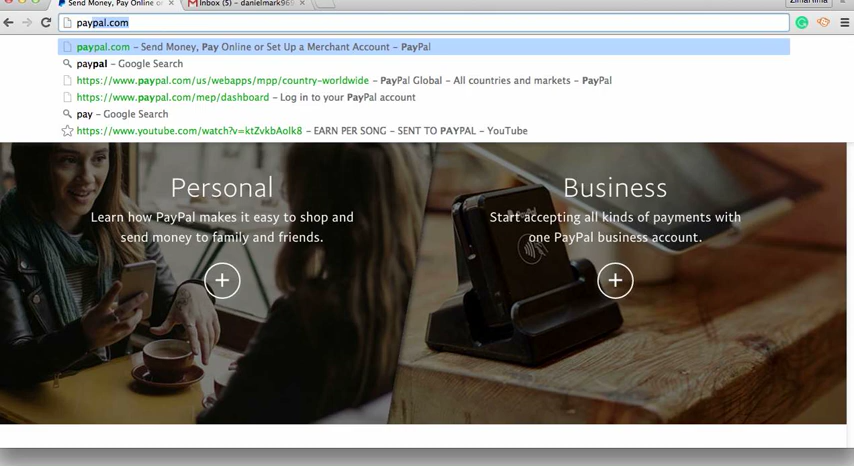 Send Money, Pay Online or
Inbox (5) – danielmark969
paypal.com
paypal.com – Send Money, Pay Online or Set Up a Merchant Account – PayPal
paypal – Google Search
https://www.paypal.com/us/webapps/mpp/country-worldwide – PayPal Global – All countries and markets – PayPal
https://www.paypal.com/mep/dashboard – Log in to your PayPal account
pay – Google Search
https://www.youtube.com/watch?v=ktZvkbAolk8 – EARN PER SONG – SENT TO PAYPAL – YouTube
Personal
Learn how PayPal makes it easy to shop and
send money to family and friends.
Business
Start accepting all kinds of payments with
one PayPal business account.